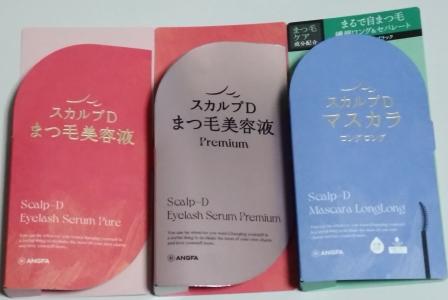 スカルプD
まつ毛美容液
Scalp-D
Eyelash Serum Pure
ANGFA
スカルプD
まつ毛美容液
Premium
Scalp-D
Eyelash Serum Premium
ANGFA
まつ毛
ケア
成分配合
まるで自まつ毛
繊細ロング&セパレート
スカルプD
マスカラ
ロングロング
Scalp-D
Mascara LongLong
ANGFA